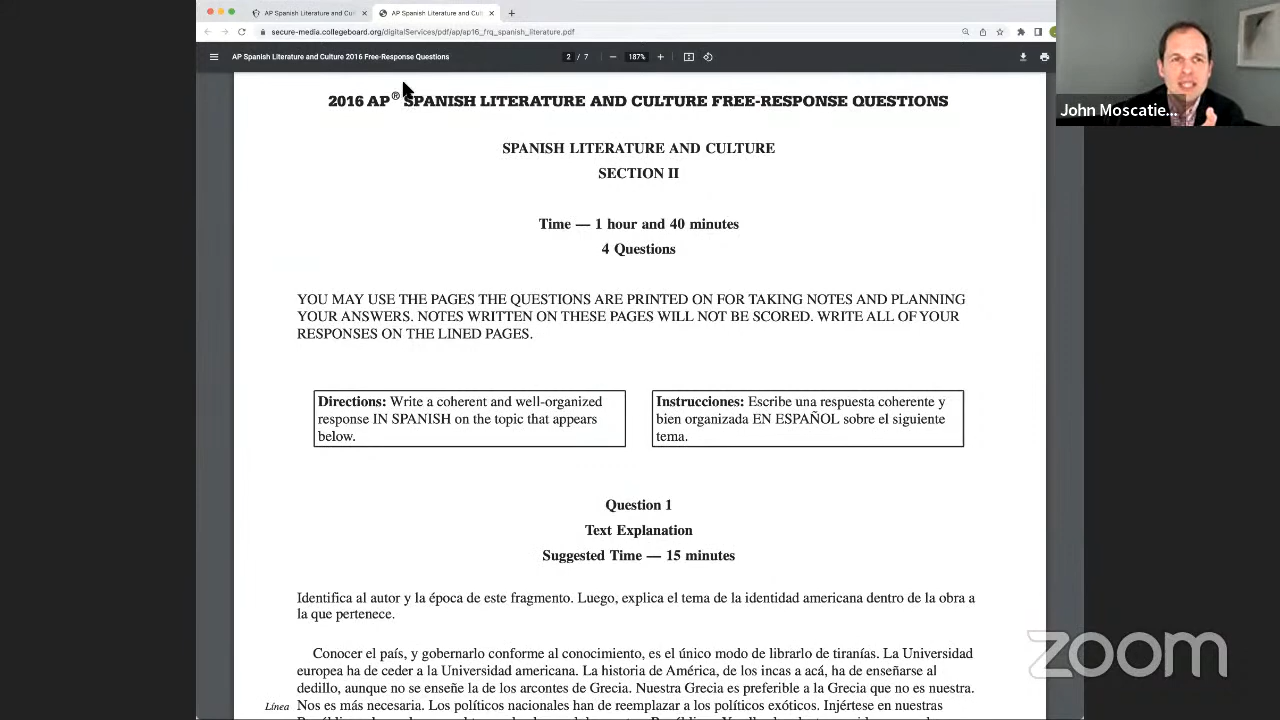 AP Spanish Literature and Cul
AP Spanish Literature and Cul
secure-media.collegeboard.org/digitalServices/pdf/ap/ap16_frq_spanish_literature.pdf
AP Spanish Literature and Culture 2016 Free-Response Questions
2 / 7
187%
John Moscatie...
2016 AP® SPANISH LITERATURE AND CULTURE FREE-RESPONSE QUESTIONS
SPANISH LITERATURE AND CULTURE
SECTION II
Time — 1 hour and 40 minutes
4 Questions
YOU MAY USE THE PAGES THE QUESTIONS ARE PRINTED ON FOR TAKING NOTES AND PLANNING
YOUR ANSWERS. NOTES WRITTEN ON THESE PAGES WILL NOT BE SCORED. WRITE ALL OF YOUR
RESPONSES ON THE LINED PAGES.
Directions: Write a coherent and well-organized
response IN SPANISH on the topic that appears
below.
Instrucciones: Escribe una respuesta coherente y
bien organizada EN ESPAÑOL sobre el siguiente
tema.
Question 1
Text Explanation
Suggested Time — 15 minutes
Identifica al autor y la época de este fragmento. Luego, explica el tema de la identidad americana dentro de la obra a
la que pertenece.
Conocer el país, y gobernarlo conforme al conocimiento, es el único modo de librarlo de tiranías. La Universidad
europea ha de ceder a la Universidad americana. La historia de América, de los incas a acá, ha de enseñarse al
dedillo, aunque no se enseñe la de los arcontes de Grecia. Nuestra Grecia es preferible a la Grecia que no es nuestra.
Línea Nos es más necesaria. Los políticos nacionales han de reemplazar a los políticos exóticos. Injértese en nuestras
zoom